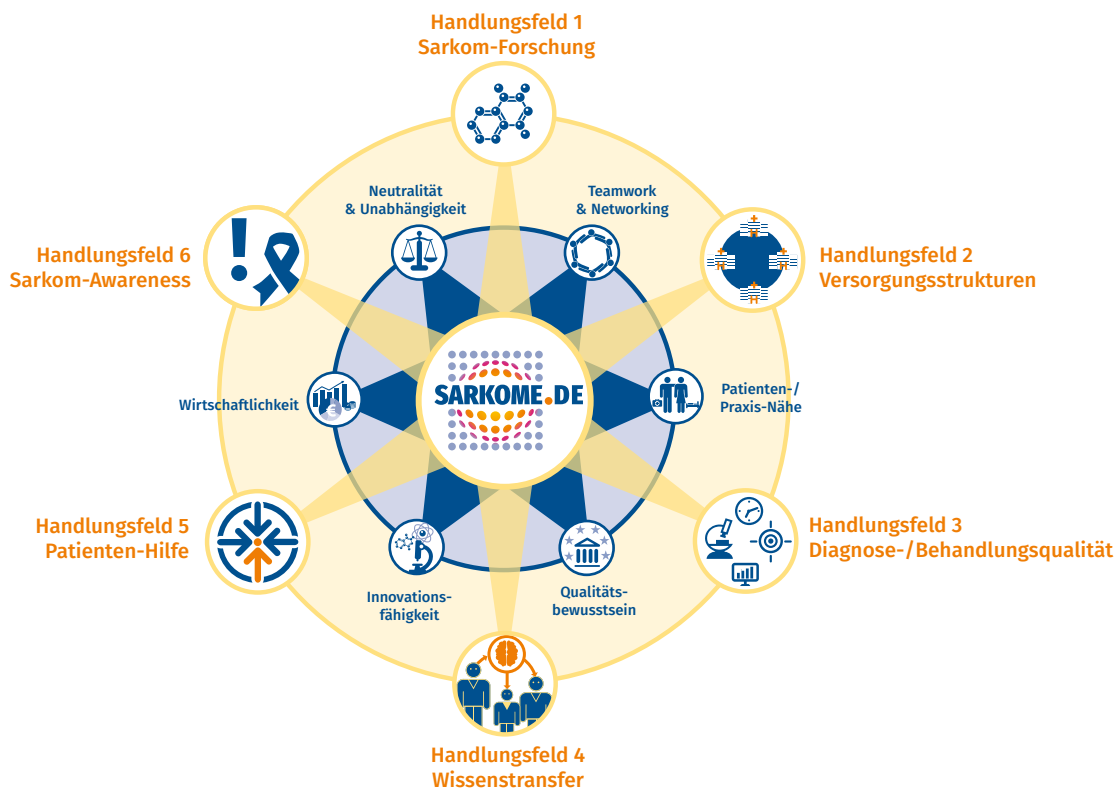 Handlungsfeld 1
Sarkom-Forschung
Neutralität
& Unabhängigkeit
Teamwork
& Networking
Handlungsfeld 6
Sarkom-Awareness
Handlungsfeld 2
Versorgungsstrukturen
SARKOME.DE
Wirtschaftlichkeit
Patienten-/
Praxis-Nähe
Handlungsfeld 5
Patienten-Hilfe
Handlungsfeld 3
Diagnose-/Behandlungsqualität
Innovations-
fähigkeit
Qualitäts-
bewusstsein
Handlungsfeld 4
Wissenstransfer